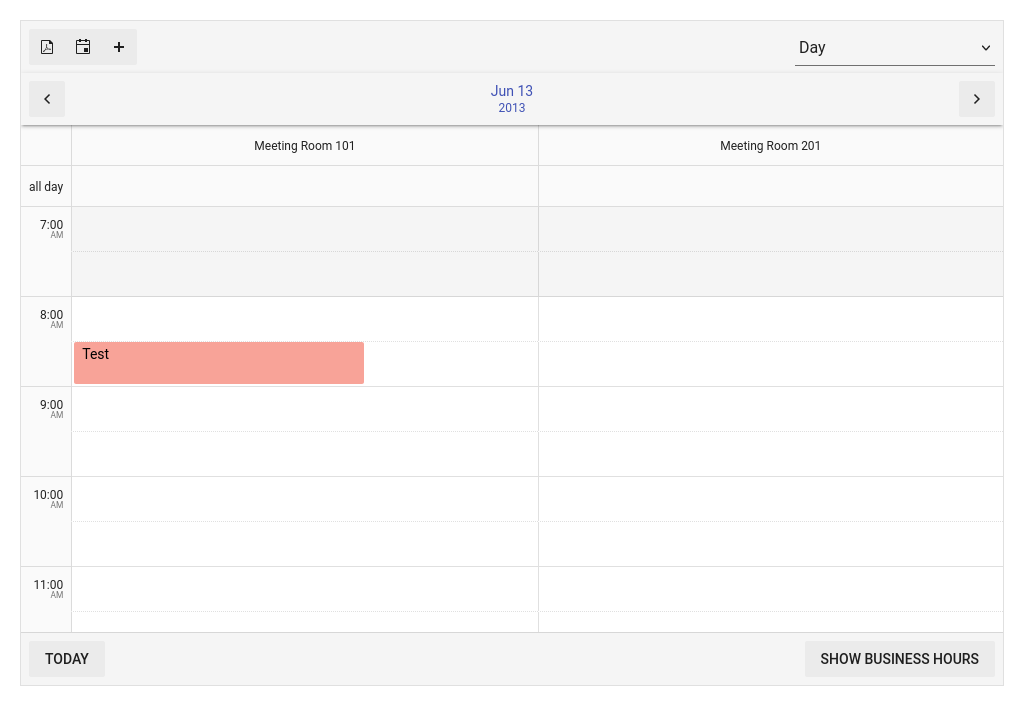 Day
Jun 13
2013
Meeting Room 101
Meeting Room 201
all day
7:00
AM
8:00
AM
Test
9:00
AM
10:00
AM
11:00
AM
TODAY
SHOW BUSINESS HOURS